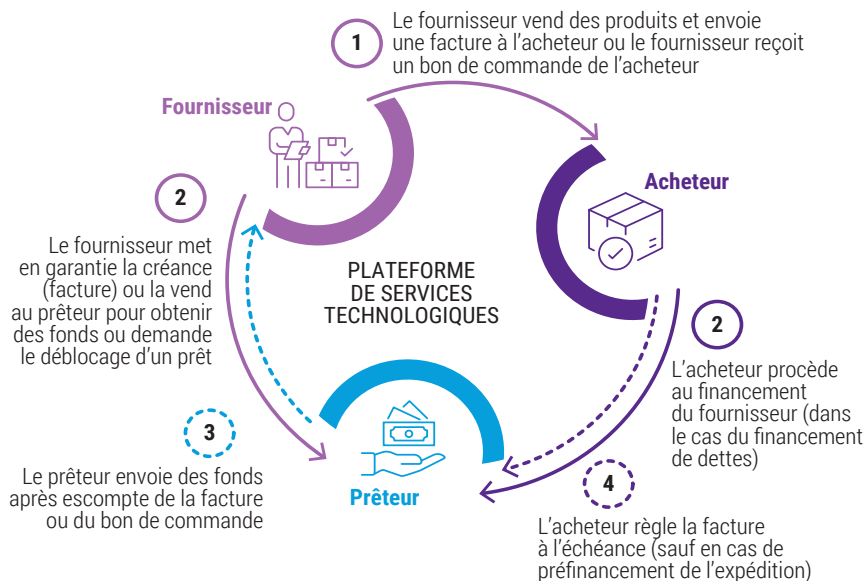 1
Le fournisseur vend des produits et envoie
une facture à l’acheteur ou le fournisseur reçoit
un bon de commande de l’acheteur
Fournisseur
Acheteur
2
Le fournisseur met
en garantie la créance
(facture) ou la vend
au prêteur pour obtenir
des fonds ou demande
le déblocage d’un prêt
PLATEFORME
DE SERVICES
TECHNOLOGIQUES
2
L’acheteur procède
au financement
du fournisseur (dans
le cas du financement
de dettes)
3
Le prêteur envoie des fonds
après escompte de la facture
ou du bon de commande
Prêteur
4
L’acheteur règle la facture
à l’échéance (sauf en cas de
préfinancement de l’expédition)